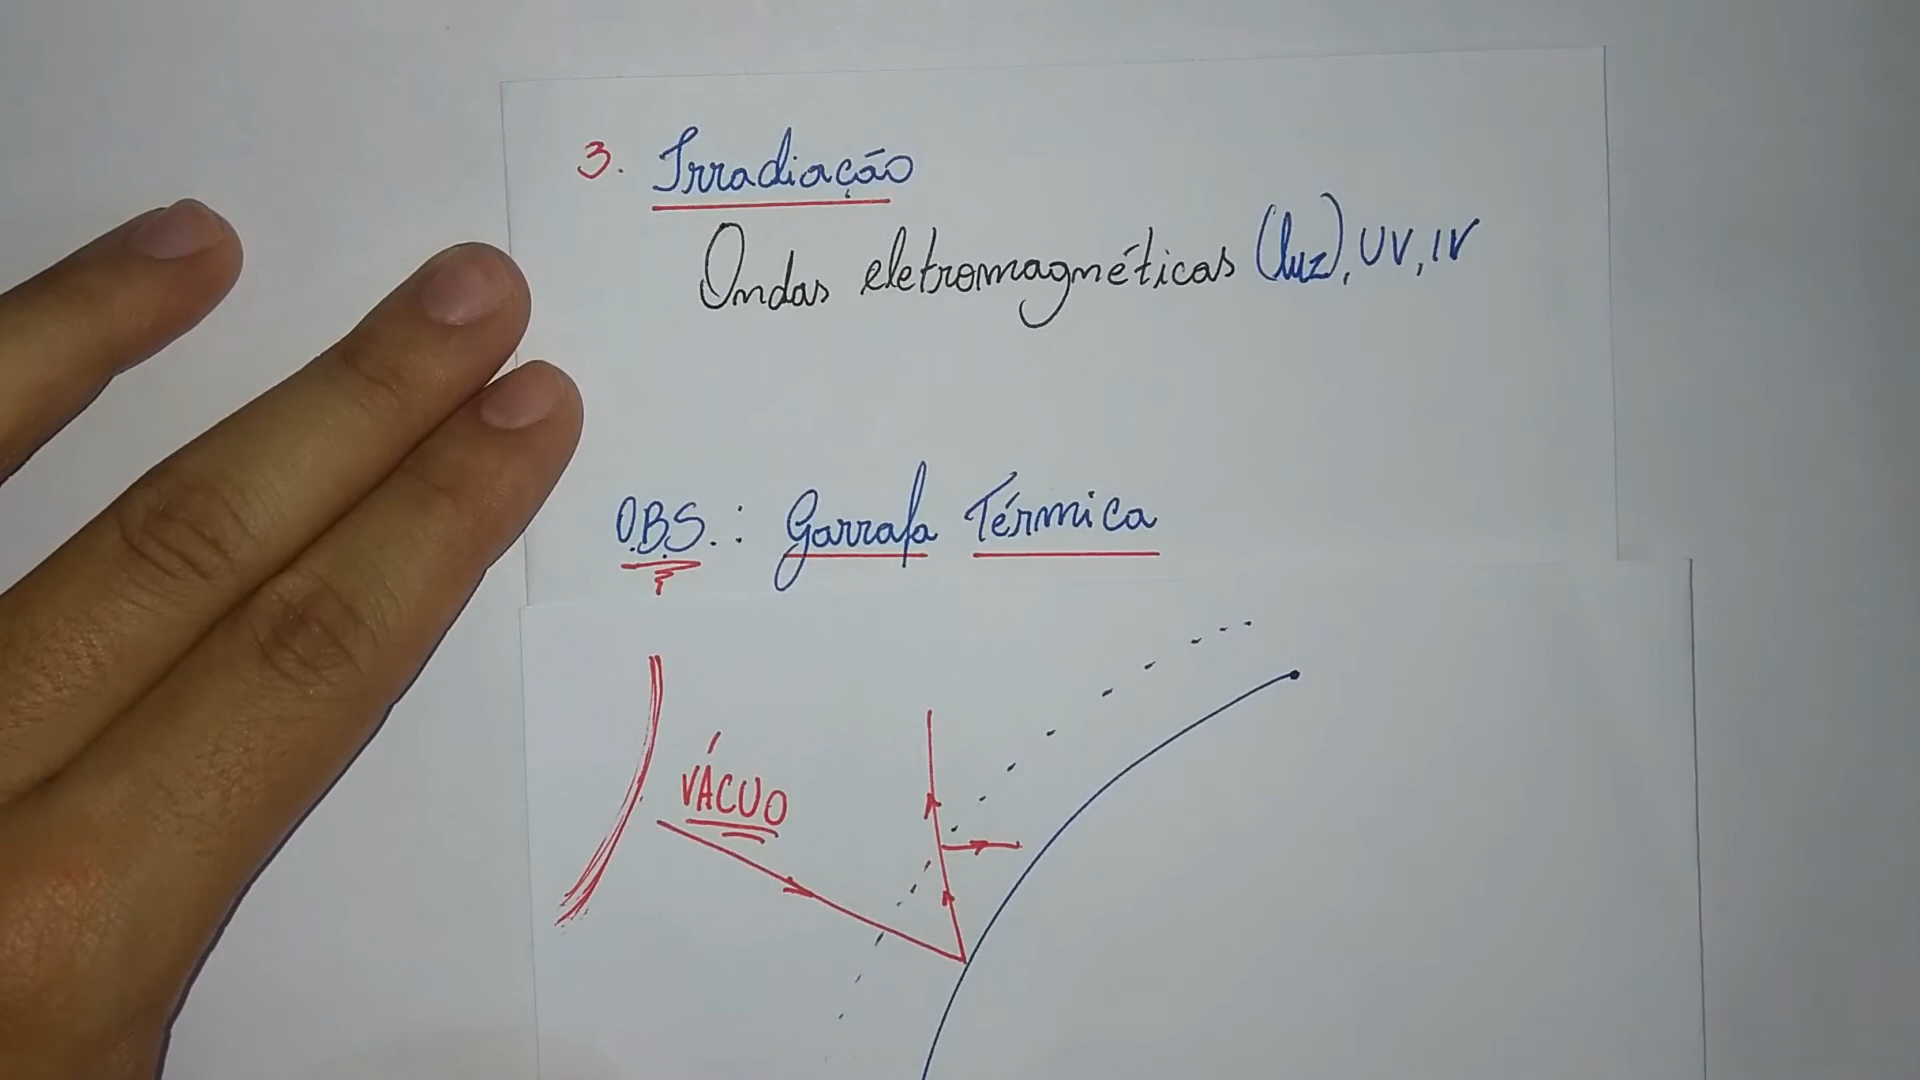 3. Irradiação
Ondas eletromagnéticas (luz), UV, IV
O.B.S.: Garrafa Térmica
VÁCUO